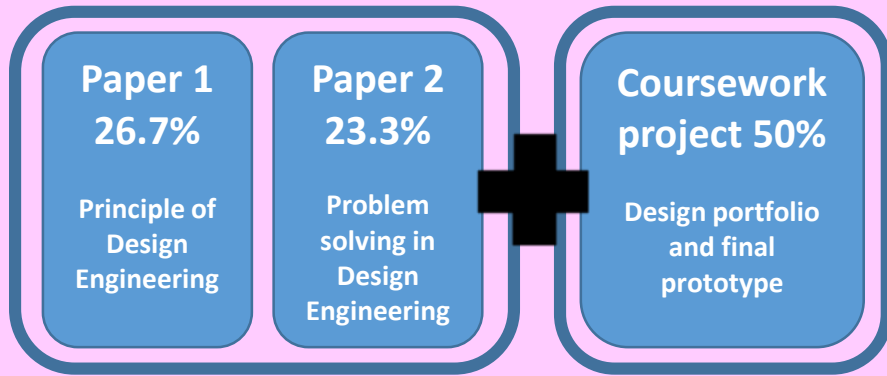 Paper 1
26.7%
Principle of
Design
Engineering
Paper 2
23.3%
Problem
solving in
Design
Engineering
Coursework
project 50%
Design portfolio
and final
prototype